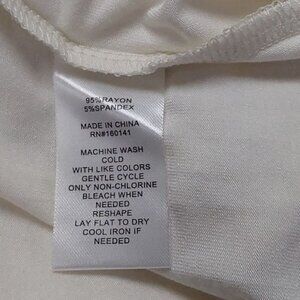 95%RAYON
5%SPANDEX
MADE IN CHINA
RN#160141
MACHINE WASH
COLD
WITH LIKE COLORS
GENTLE CYCLE
ONLY NON-CHLORINE
BLEACH WHEN
NEEDED
RESHAPE
LAY FLAT TO DRY
COOL IRON IF
NEEDED